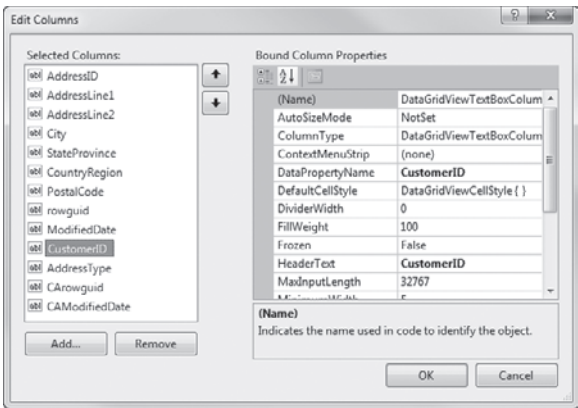 Edit Columns
Selected Columns:
AddressID
AddressLine1
AddressLine2
City
StateProvince
CountryRegion
PostalCode
rowguid
ModifiedDate
CustomerID
AddressType
CArowguid
CAModifiedDate
Add...
Remove
Bound Column Properties
(Name) DataGridViewTextBoxColum
AutoSizeMode NotSet
ColumnType DataGridViewTextBoxColum
ContextMenuStrip (none)
DataPropertyName CustomerID
DefaultCellStyle DataGridViewCellStyle { }
DividerWidth 0
FillWeight 100
Frozen False
HeaderText CustomerID
MaxInputLength 32767
(Name)
Indicates the name used in code to identify the object.
OK
Cancel